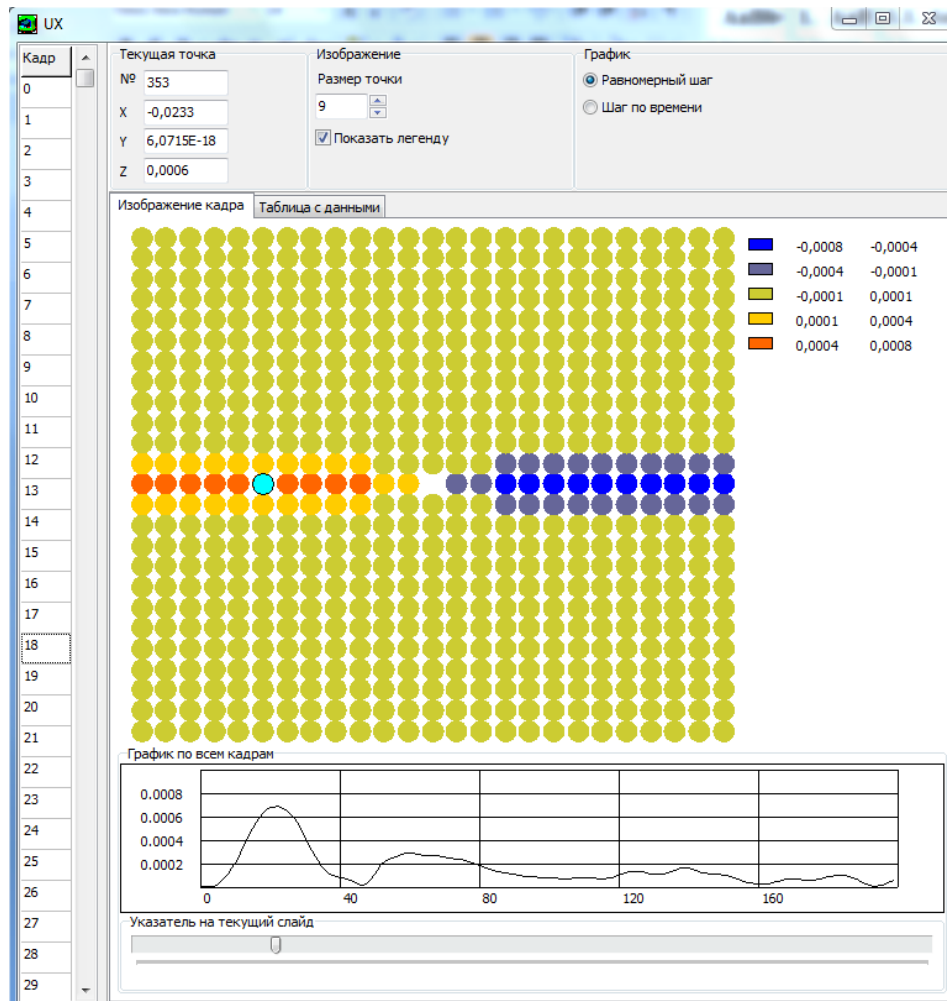 UX
Кадр
0
1
2
3
4
5
6
7
8
9
10
11
12
13
14
15
16
17
18
19
20
21
22
23
24
25
26
27
28
29
Текущая точка
№ 353
X -0,0233
Y 6,0715E-18
Z 0,0006
Изображение
Размер точки
9
Показать легенду
График
Равномерный шаг
Шаг по времени
Изображение кадра Таблица с данными
-0,0008 -0,0004
-0,0004 -0,0001
-0,0001 0,0001
0,0001 0,0004
0,0004 0,0008
График по всем кадрам
0.0008
0.0006
0.0004
0.0002
0 40 80 120 160
Указатель на текущий слайд